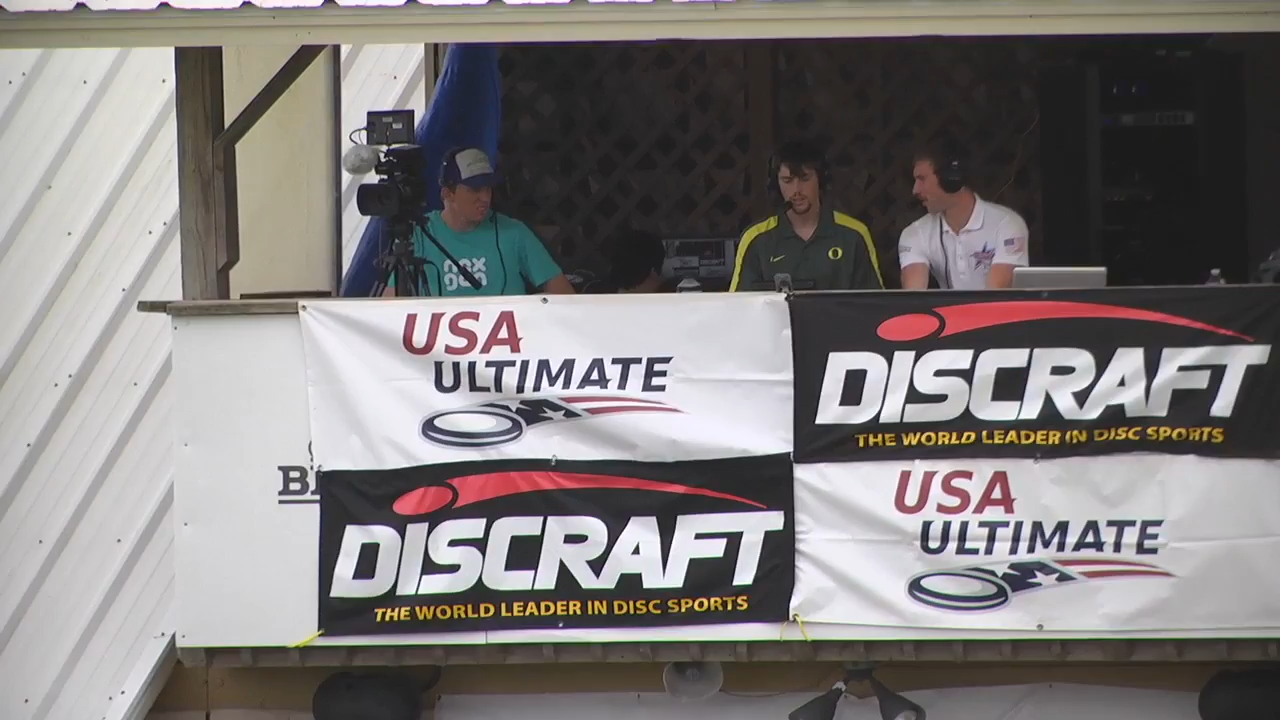 USA
ULTIMATE
DISCRAFT
THE WORLD LEADER IN DISC SPORTS
DISCRAFT
THE WORLD LEADER IN DISC SPORTS
USA
ULTIMATE